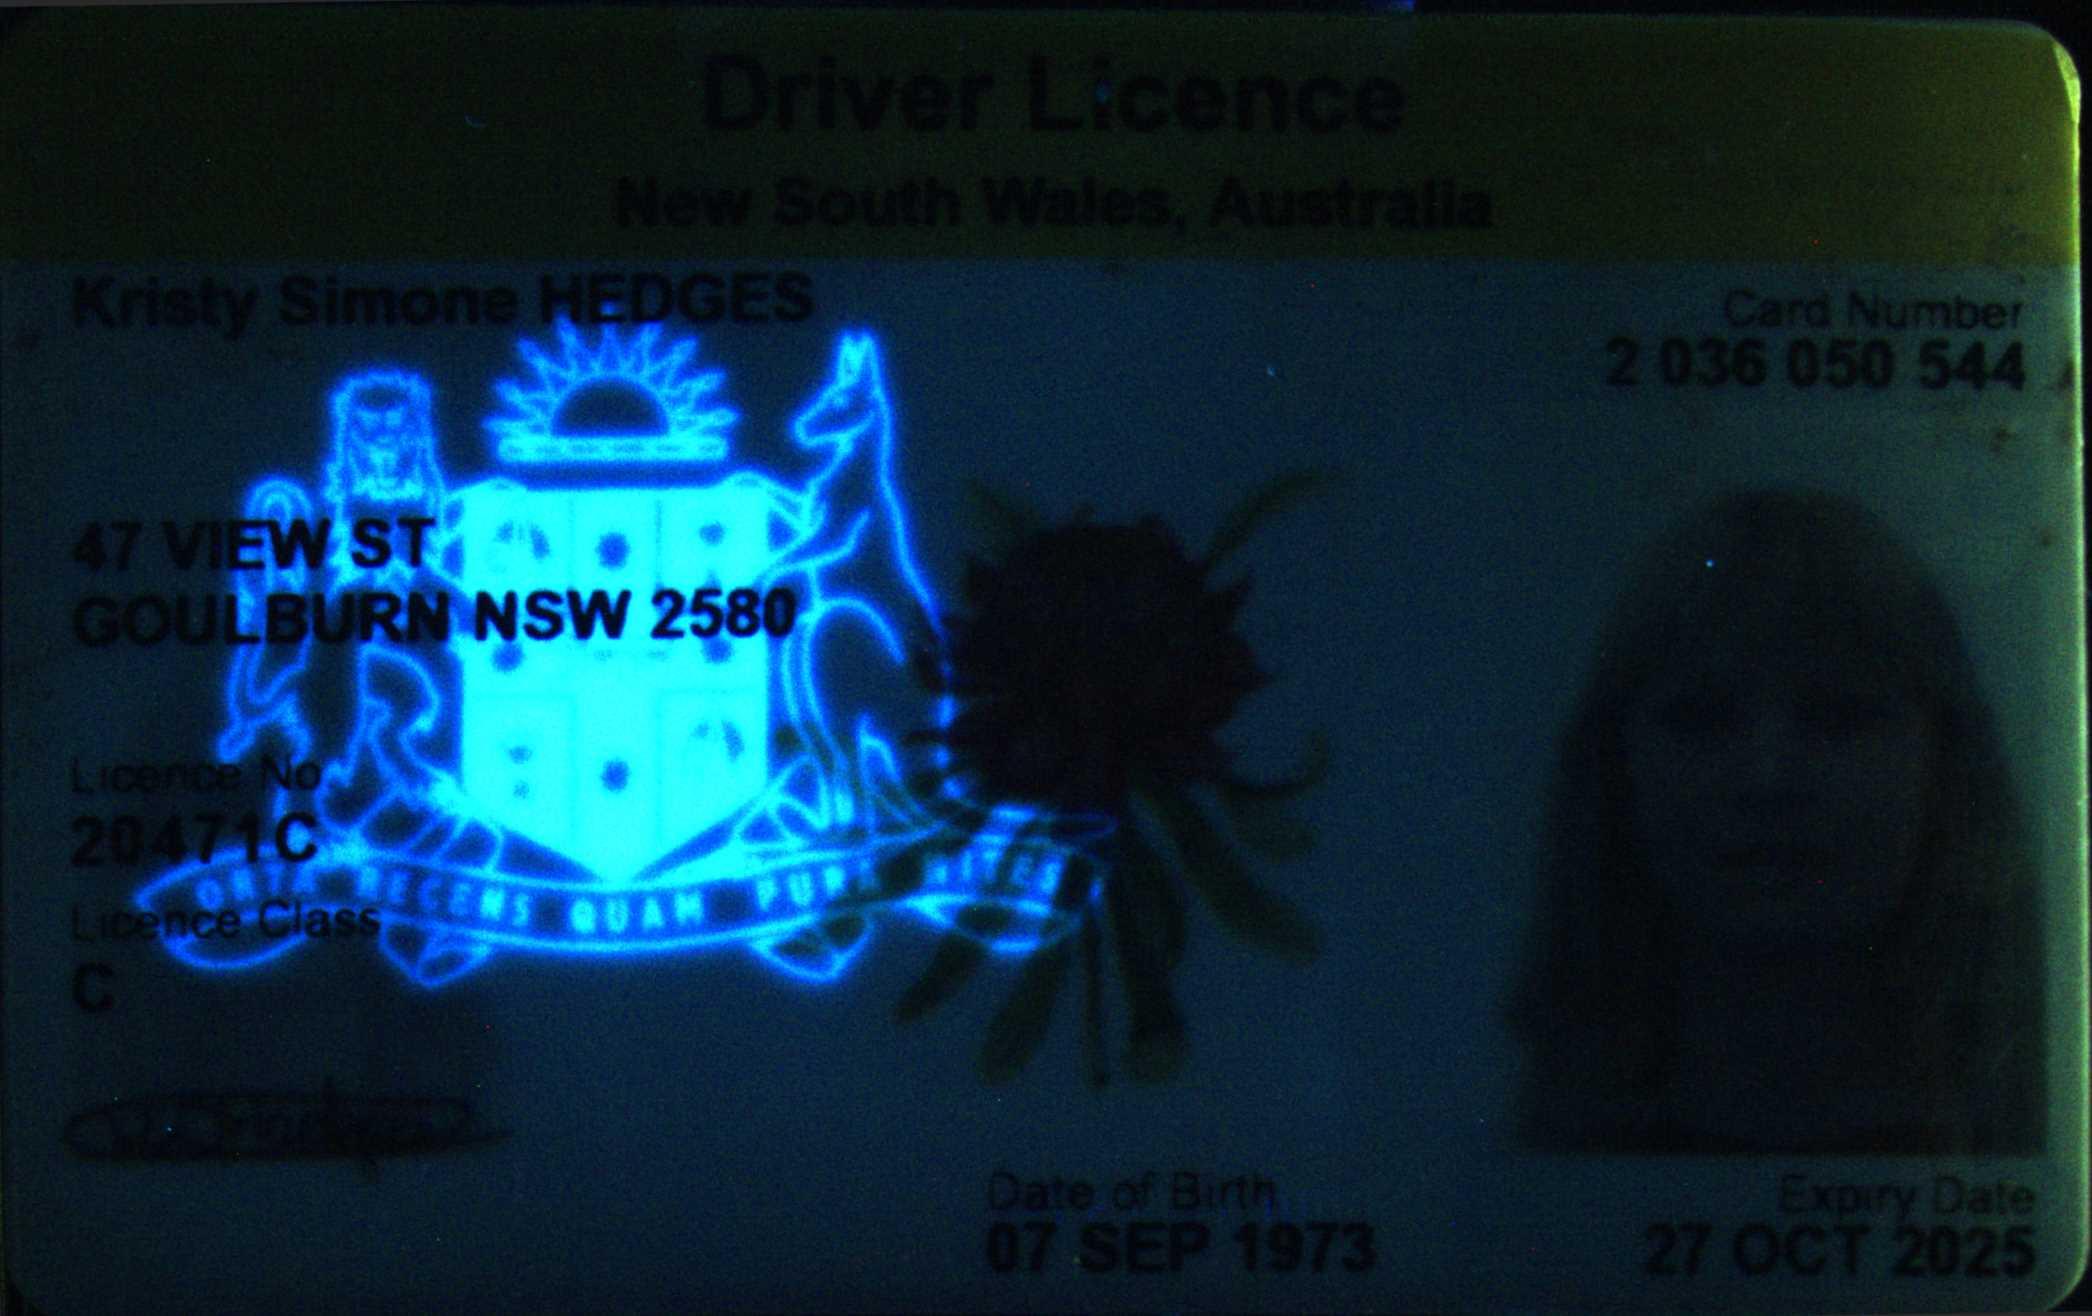 Driver Licence
New South Wales, Australia
Kristy Simone HEDGES
Card Number
2 036 050 544
47 VIEW ST
GOULBURN NSW 2580
Licence No
20471C
ORTA RECENS QUAM PURA NITES
Licence Class
C
Date of Birth
07 SEP 1973
Expiry Date
27 OCT 2025